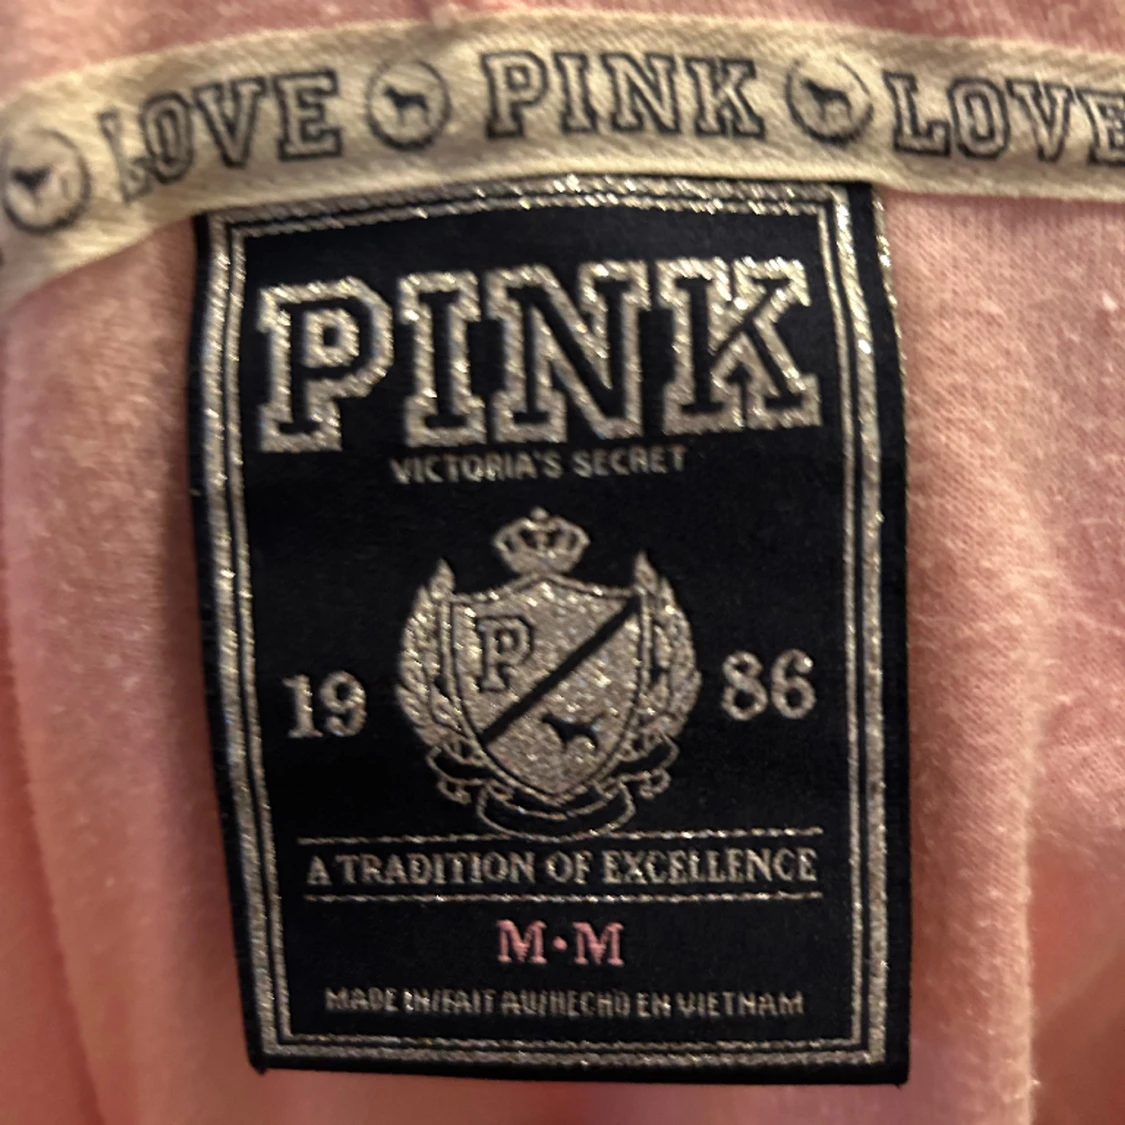 LOVE PINK LOVE
PINK
VICTORIA'S SECRET
P
19 86
A TRADITION OF EXCELLENCE
M·M
MADE IN/FAIT AU/HECHO EN VIETNAM